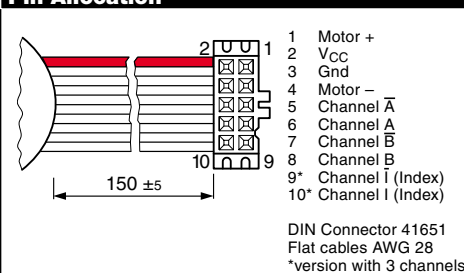 Pin Allocation
2 1
10 9
150 ±5
1 Motor +
2 VCC
3 Gnd
4 Motor –
5 Channel A̅
6 Channel A
7 Channel B̅
8 Channel B
9* Channel I̅ (Index)
10* Channel I (Index)
DIN Connector 41651
Flat cables AWG 28
*version with 3 channels